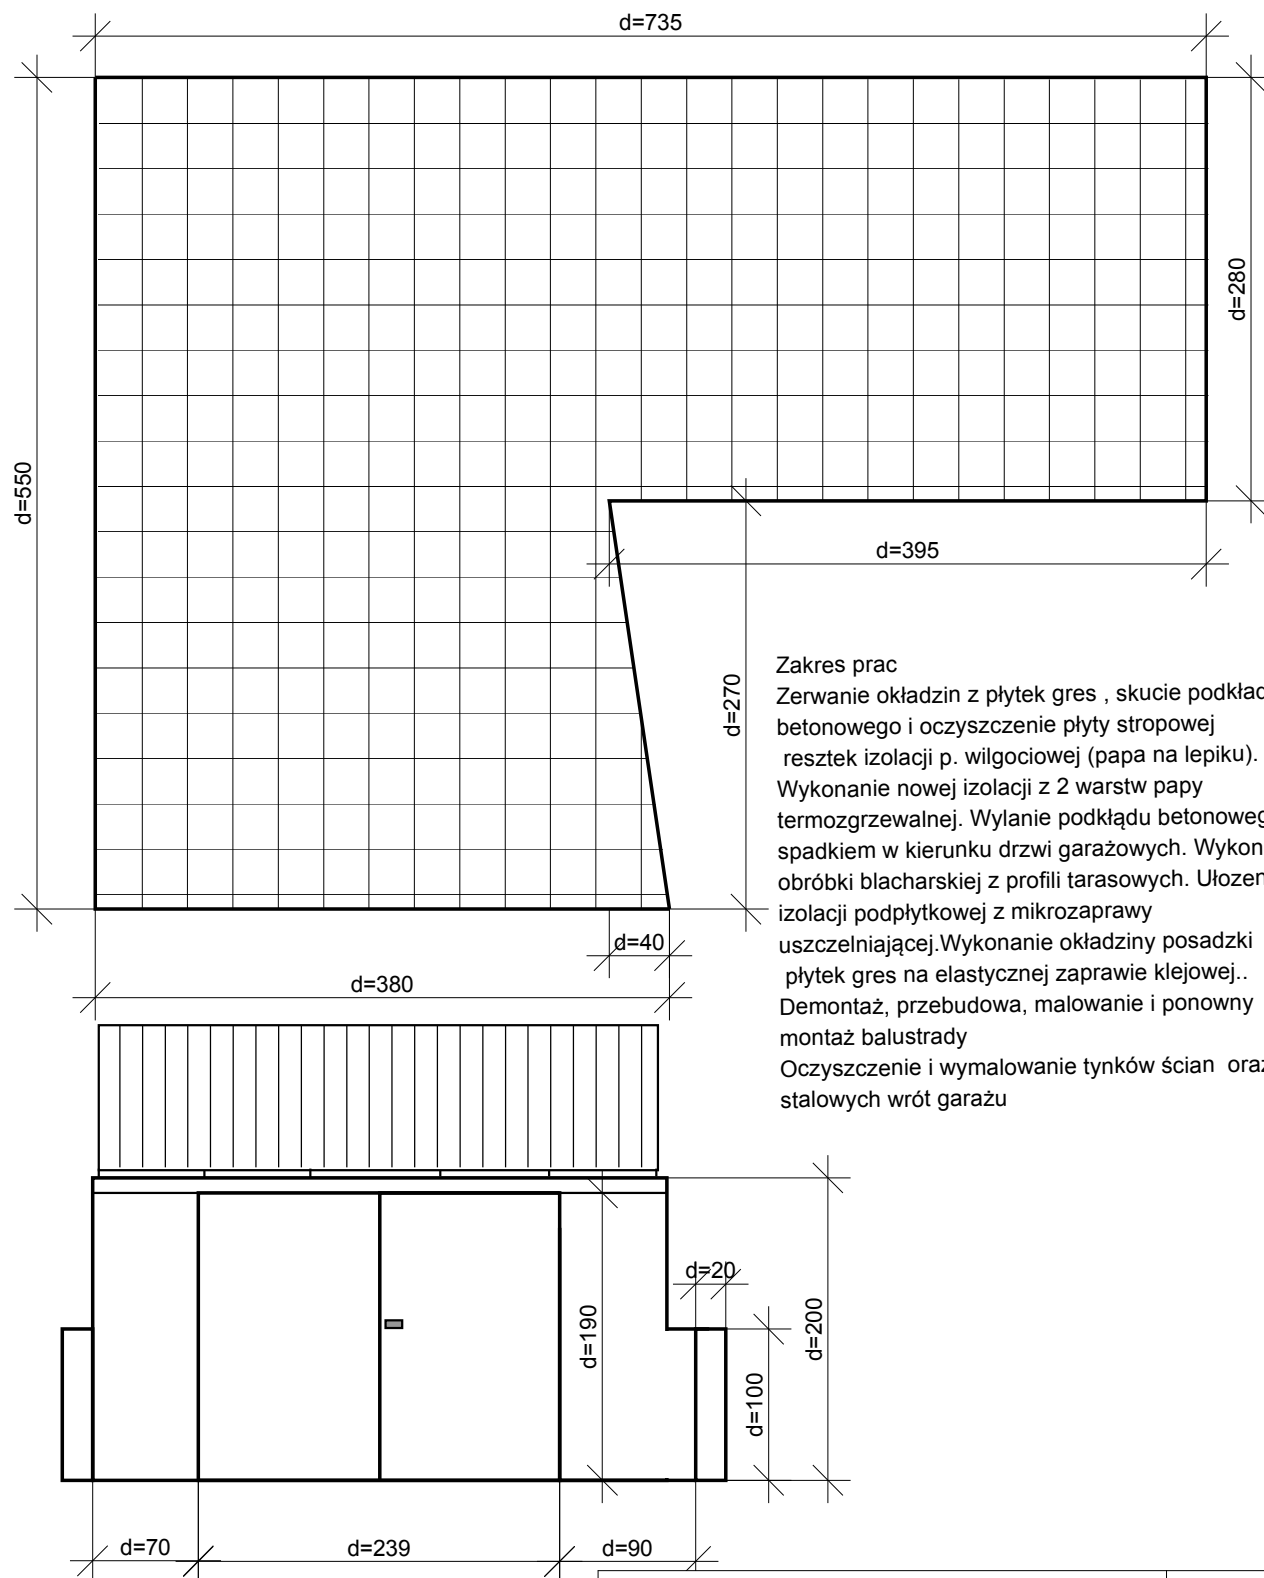 d=735
d=280
d=550
d=395
d=270
Zakres prac
Zerwanie okładzin z płytek gres , skucie podkład
betonowego i oczyszczenie płyty stropowej
resztek izolacji p. wilgociowej (papa na lepiku).
Wykonanie nowej izolacji z 2 warstw papy
termozgrzewalnej. Wylanie podkłądu betonoweg
spadkiem w kierunku drzwi garażowych. Wykon
obróbki blacharskiej z profili tarasowych. Ułozen
izolacji podpłytkowej z mikrozaprawy
uszczelniającej.Wykonanie okładziny posadzki
płytek gres na elastycznej zaprawie klejowej..
Demontaż, przebudowa, malowanie i ponowny
montaż balustrady
Oczyszczenie i wymalowanie tynków ścian oraz
stalowych wrót garażu
d=40
d=380
d=20
d=190
d=200
d=100
d=70
d=239
d=90